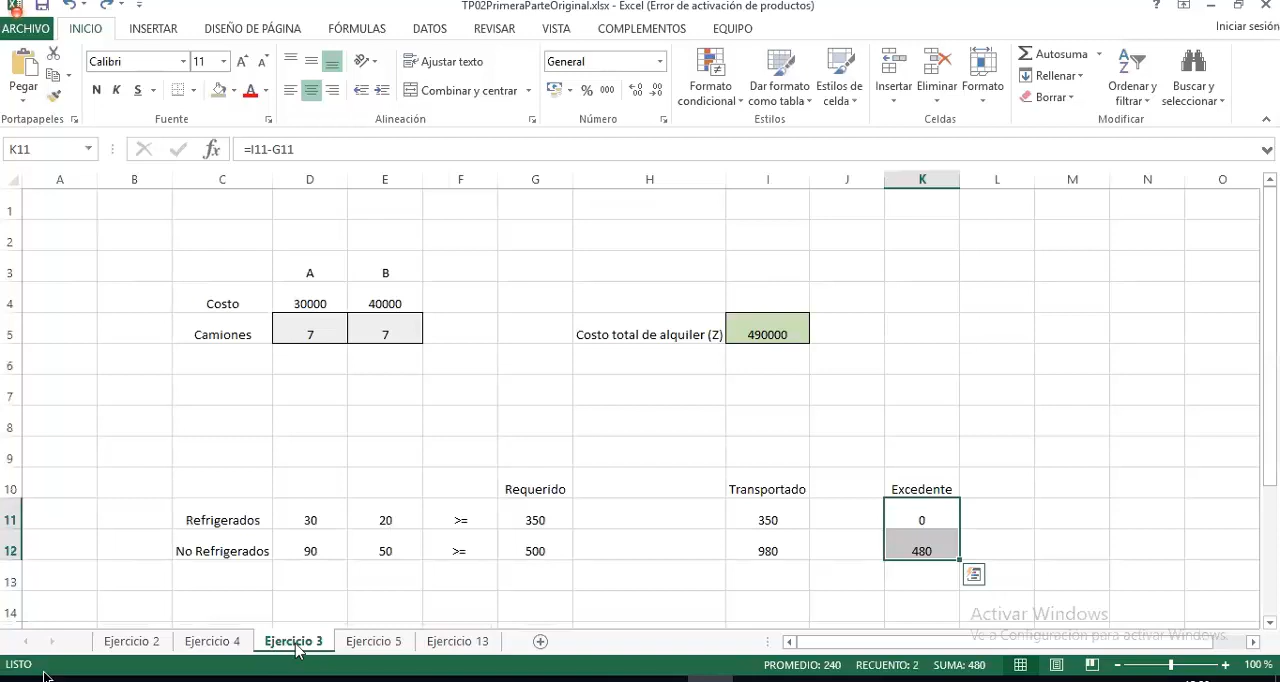 TP02PrimeraParteOriginal.xlsx - Excel (Error de activación de productos)
ARCHIVO INICIO INSERTAR DISEÑO DE PÁGINA FÓRMULAS DATOS REVISAR VISTA COMPLEMENTOS EQUIPO Iniciar sesión
Calibri 11 Ajustar texto General Autosuma
Pegar N K S Combinar y centrar % 000 Formato condicional Dar formato como tabla Estilos de celda Insertar Eliminar Formato Rellenar Borrar Ordenar y filtrar Buscar y seleccionar
Portapapeles Fuente Alineación Número Estilos Celdas Modificar
K11 fx =I11-G11
A B C D E F G H I J K L M N O
1
2
3 A B
4 Costo 30000 40000
5 Camiones 7 7 Costo total de alquiler (Z) 490000
6
7
8
9
10 Requerido Transportado Excedente
11 Refrigerados 30 20 >= 350 350 0
12 No Refrigerados 90 50 >= 500 980 480
13
14
Activar Windows
Ve a Configuración para activar Windows.
Ejercicio 2 Ejercicio 4 Ejercicio 3 Ejercicio 5 Ejercicio 13
LISTO PROMEDIO: 240 RECUENTO: 2 SUMA: 480 100 %